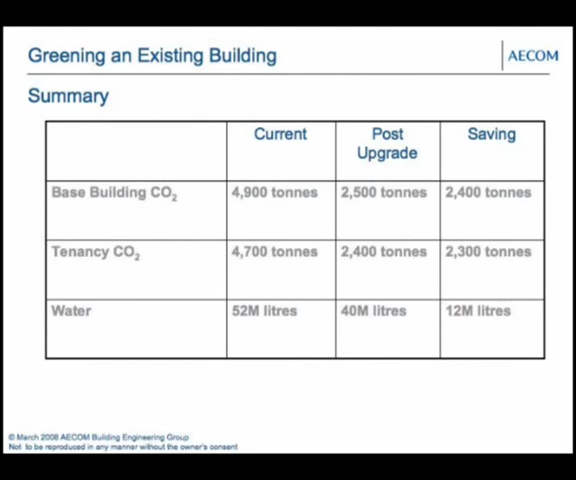 Greening an Existing Building
AECOM
Summary
Current Post Upgrade Saving
Base Building CO₂ 4,900 tonnes 2,500 tonnes 2,400 tonnes
Tenancy CO₂ 4,700 tonnes 2,400 tonnes 2,300 tonnes
Water 52M litres 40M litres 12M litres
© March 2008 AECOM Building Engineering Group
Not to be reproduced in any manner without the owner's consent